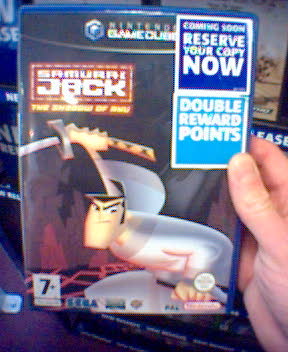 NINTENDO
GAMECUBE
COMING SOON
RESERVE
YOUR COPY
NOW
DOUBLE
REWARD
POINTS
SAMURAI
JACK
THE SHADOW OF AKU
EASE
7+
SEGA
PAL